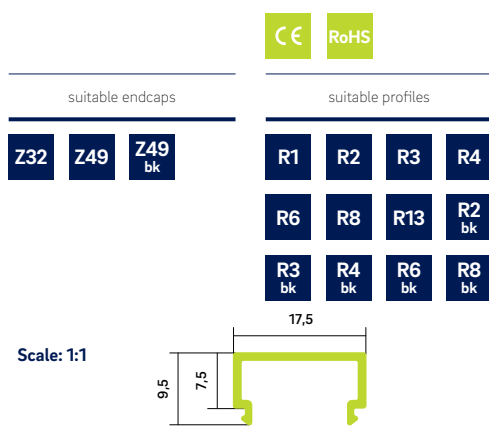 CE RoHS
suitable endcaps
Z32 Z49 Z49 bk
suitable profiles
R1 R2 R3 R4
R6 R8 R13 R2 bk
R3 bk R4 bk R6 bk R8 bk
Scale: 1:1
17,5
9,5
7,5